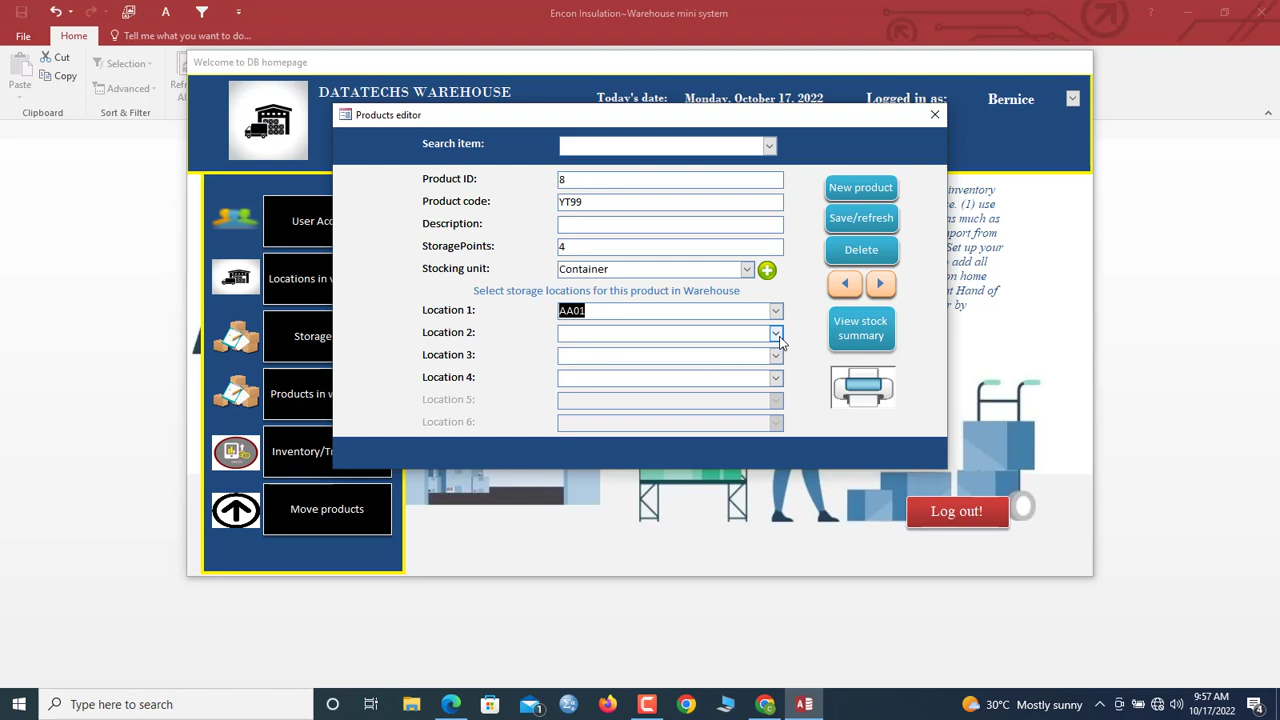 Encon Insulation~Warehouse mini system
File
Home
Tell me what you want to do...
Paste
Cut
Copy
Clipboard
Selection
Advanced
Sort & Filter
Welcome to DB homepage
DATATECHS WAREHOUSE
Today's date: Monday, October 17, 2022
Logged in as: Bernice
User Acc
Locations in
Storage
Products in
Inventory/T
Move products
Products editor
Search item:
Product ID: 8
Product code: YT99
Description:
StoragePoints: 4
Stocking unit: Container
Select storage locations for this product in Warehouse
Location 1: AA01
Location 2:
Location 3:
Location 4:
Location 5:
Location 6:
New product
Save/refresh
Delete
View stock
summary
inventory
e. (1) use
as much as
port from
Set up your
add all
on home
t Hand of
r by
Log out!
Type here to search
1
30°C Mostly sunny
9:57 AM
10/17/2022
4